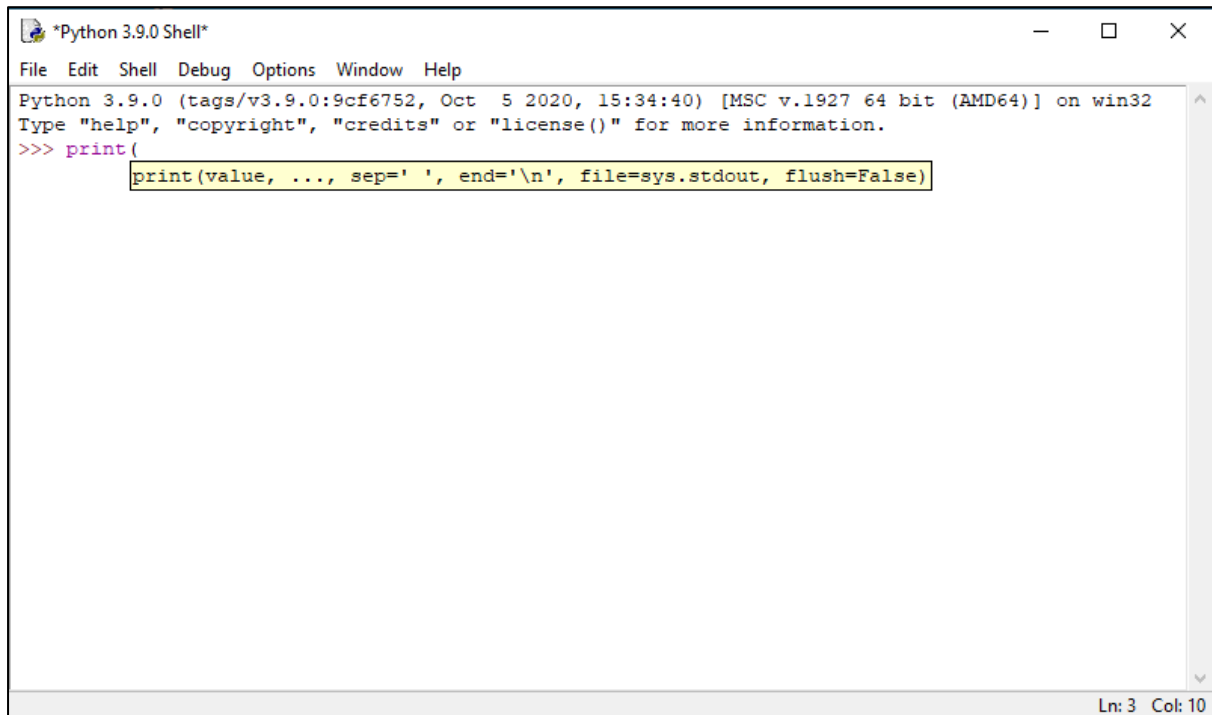 *Python 3.9.0 Shell*
File Edit Shell Debug Options Window Help
Python 3.9.0 (tags/v3.9.0:9cf6752, Oct  5 2020, 15:34:40) [MSC v.1927 64 bit (AMD64)] on win32
Type "help", "copyright", "credits" or "license()" for more information.
>>> print(
print(value, ..., sep=' ', end='\n', file=sys.stdout, flush=False)
Ln: 3 Col: 10